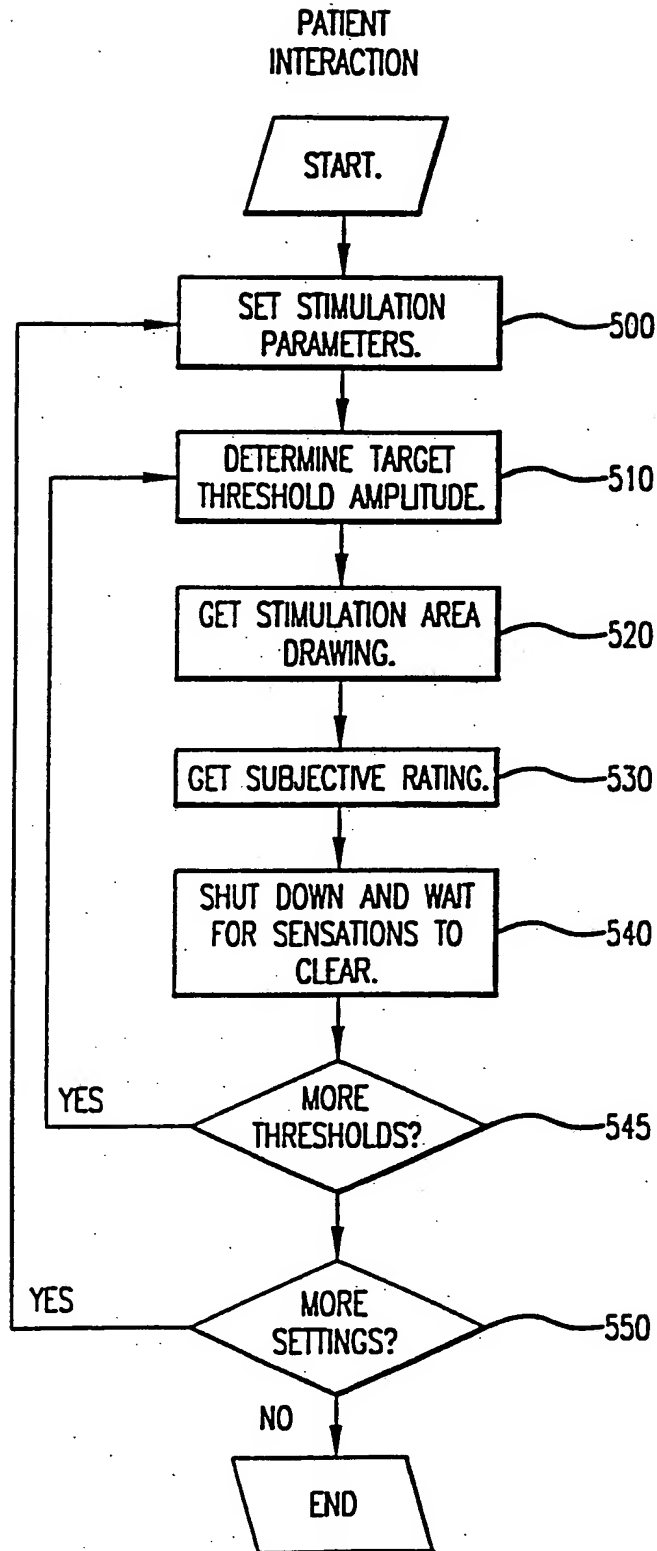 PATIENT
INTERACTION
START.
SET STIMULATION
PARAMETERS.
500
DETERMINE TARGET
THRESHOLD AMPLITUDE.
510
GET STIMULATION AREA
DRAWING.
520
GET SUBJECTIVE RATING.
530
SHUT DOWN AND WAIT
FOR SENSATIONS TO
CLEAR.
540
YES
MORE
THRESHOLDS?
545
YES
MORE
SETTINGS?
550
NO
END